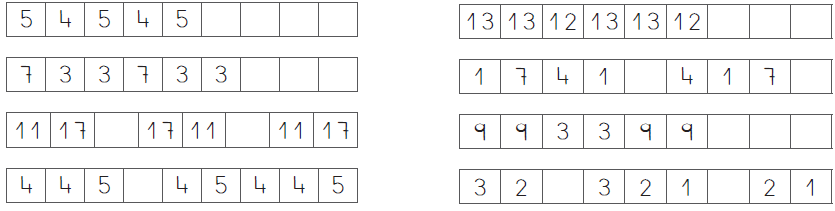 5 4 5 4 5
7 3 3 7 3 3
11 17 17 11 11 17
4 4 5 4 5 4 4 5
13 13 12 13 13 12
1 7 4 1 4 1 7
9 9 3 3 9 9
3 2 3 2 1 2 1